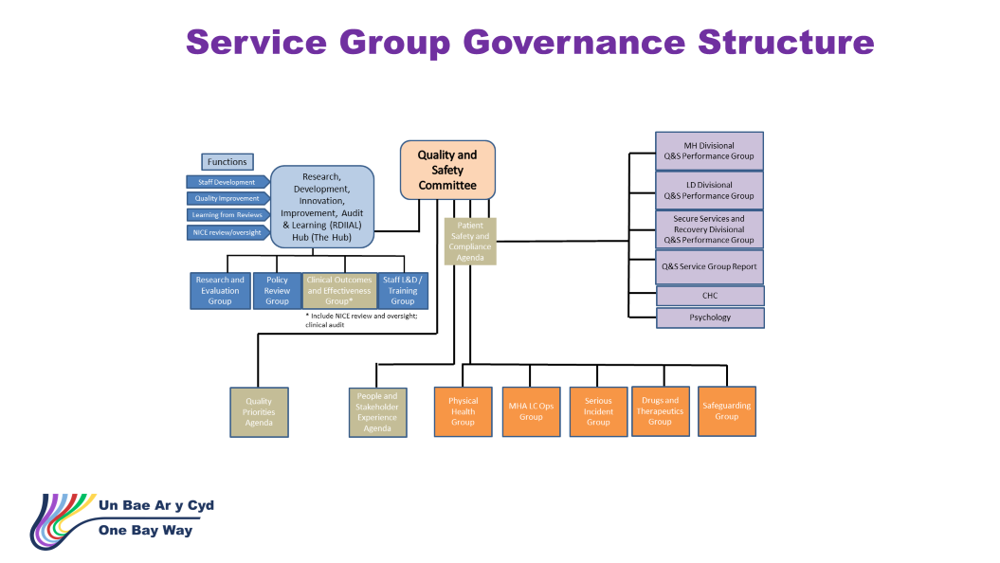 Service Group Governance Structure
Functions
Staff Development
Quality Improvement
Learning from Reviews
NICE review/oversight
Research,
Development,
Innovation,
Improvement, Audit
& Learning (RDIIAL)
Hub (The Hub)
Quality and
Safety
Committee
Patient
Safety and
Compliance
Agenda
MH Divisional
Q&S Performance Group
LD Divisional
Q&S Performance Group
Secure Services and
Recovery Divisional
Q&S Performance Group
Q&S Service Group Report
CHC
Psychology
Research and
Evaluation
Group
Policy
Review
Group
Clinical Outcomes
and Effectiveness
Group*
Staff L&D /
Training
Group
* Include NICE review and oversight;
clinical audit
Quality
Priorities
Agenda
People and
Stakeholder
Experience
Agenda
Physical
Health
Group
MHA LC Ops
Group
Serious
Incident
Group
Drugs and
Therapeutics
Group
Safeguarding
Group
Un Bae Ar y Cyd
One Bay Way